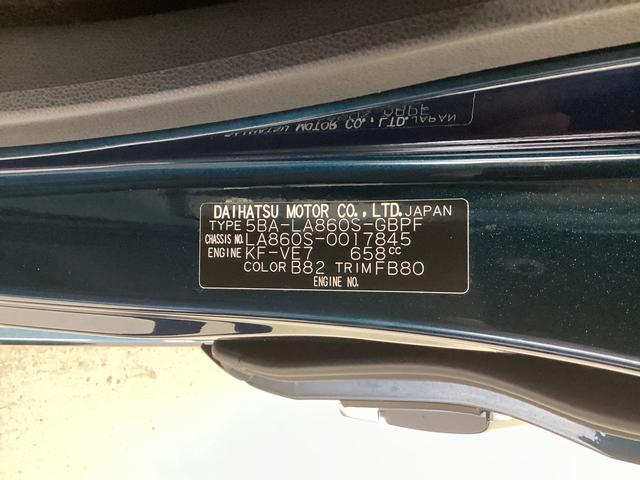 DAIHATSU MOTOR CO., LTD. JAPAN
TYPE 5BA-LA860S-GBPF
CHASSIS NO. LA860S-0017845
ENGINE KF-VE7 658CC
COLOR B82 TRIM FB80
ENGINE NO.